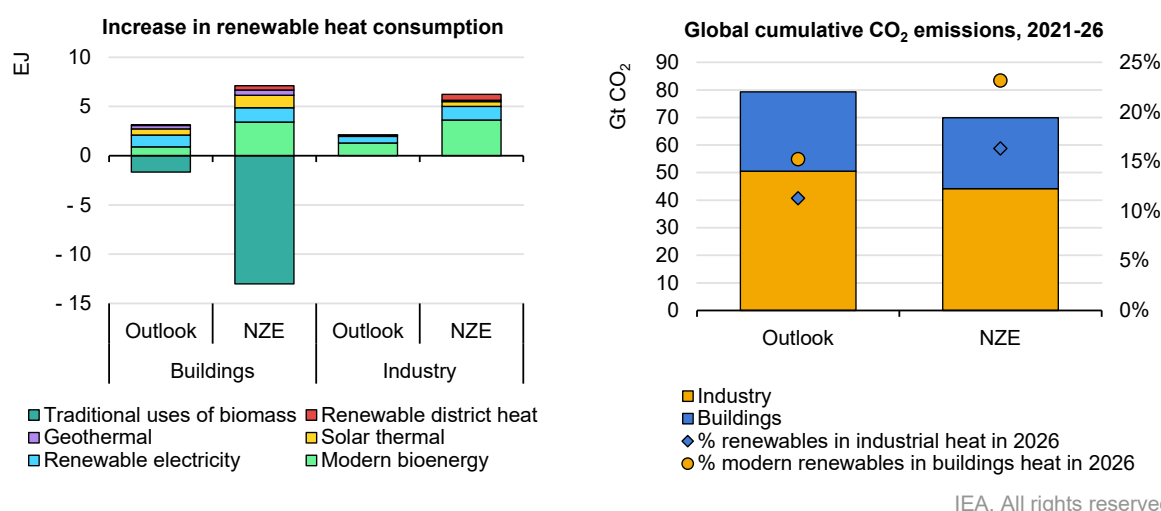 Increase in renewable heat consumption
EJ
10
5
0
- 5
- 10
- 15
Outlook NZE Outlook NZE
Buildings Industry
Traditional uses of biomass Renewable district heat
Geothermal Solar thermal
Renewable electricity Modern bioenergy
Global cumulative CO₂ emissions, 2021-26
Gt CO₂
90 25%
80
70 20%
60
50 15%
40 10%
30
20 5%
10
0 0%
Outlook NZE
Industry
Buildings
% renewables in industrial heat in 2026
% modern renewables in buildings heat in 2026
IEA. All rights reserve